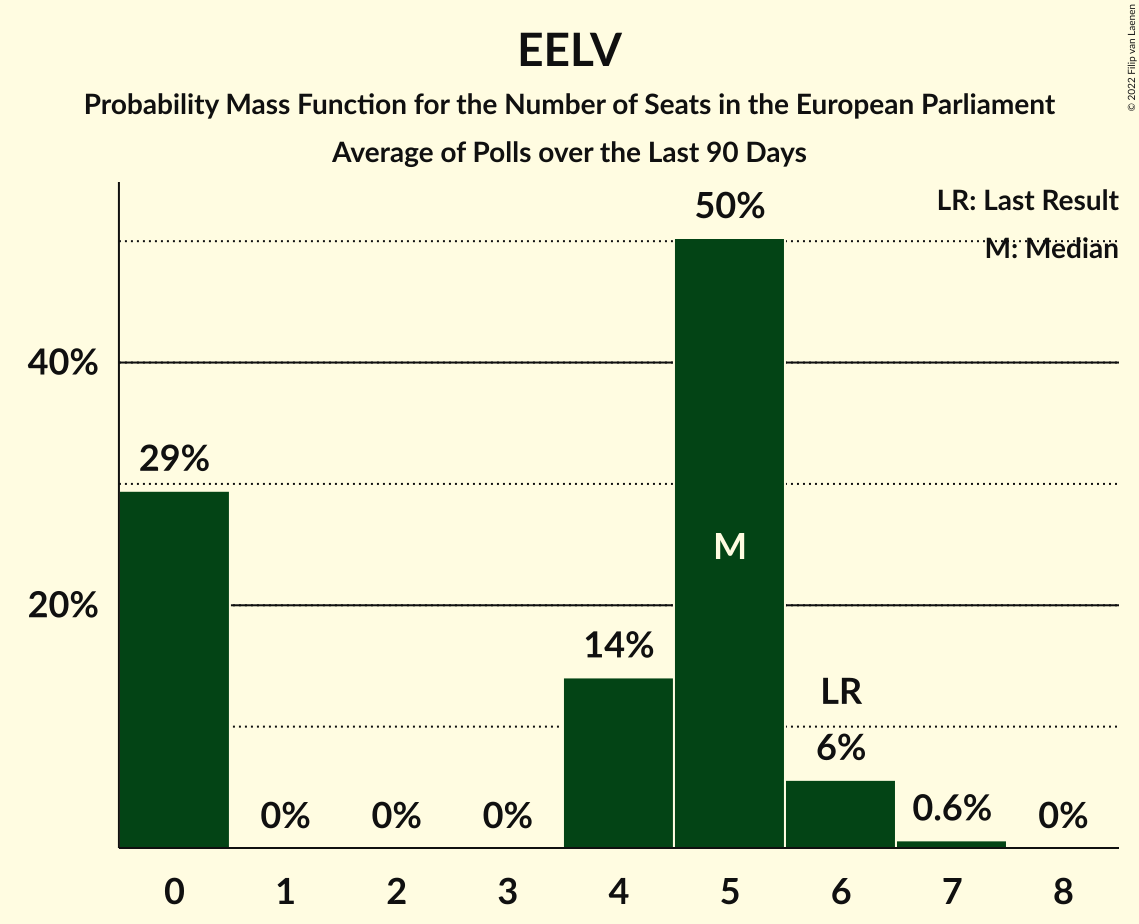 EELV
Probability Mass Function for the Number of Seats in the European Parliament
Average of Polls over the Last 90 Days
© 2022 Filip van Laenen
LR: Last Result
M: Median
50%
40%
29%
M
20%
14%
LR
6%
0%
0%
0%
0.6%
0%
0 1 2 3 4 5 6 7 8